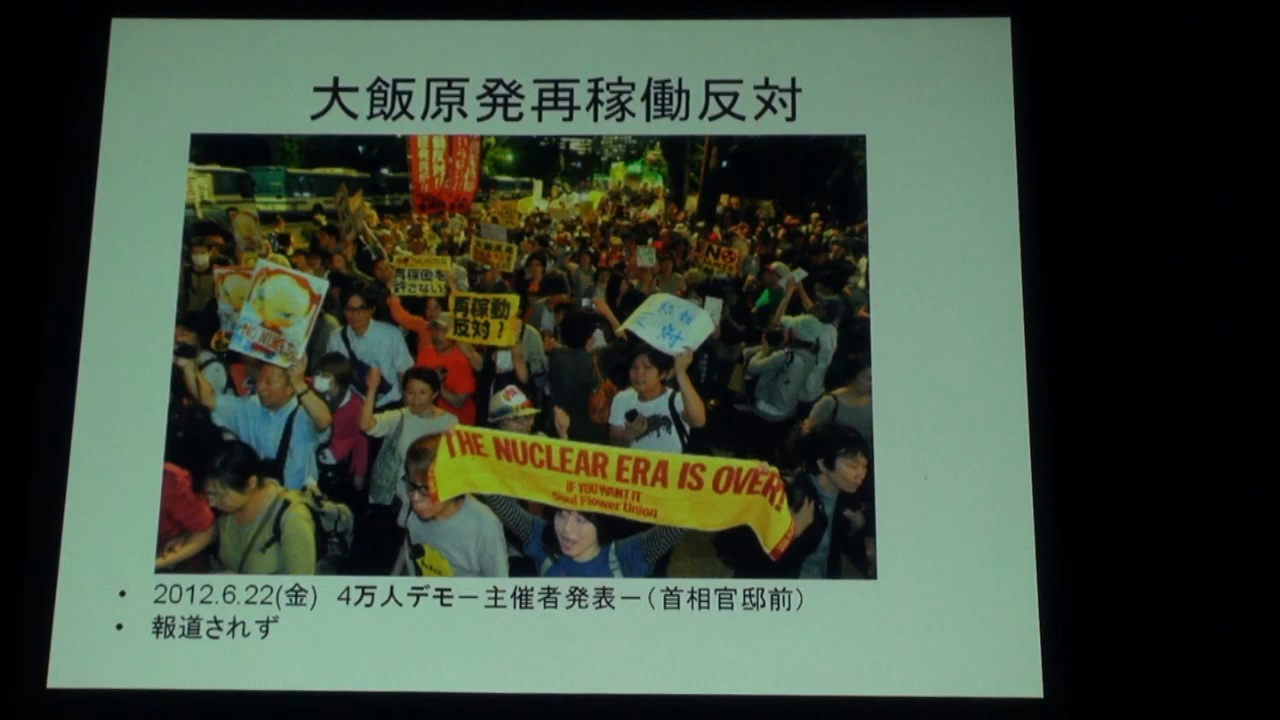 大飯原発再稼働反対
再稼働を
許さない
再稼動
反対!
NO NUKES
THE NUCLEAR ERA IS OVER!
IF YOU WANT IT
Soul Flower Union
• 2012.6.22(金) 4万人デモー主催者発表ー(首相官邸前)
• 報道されず